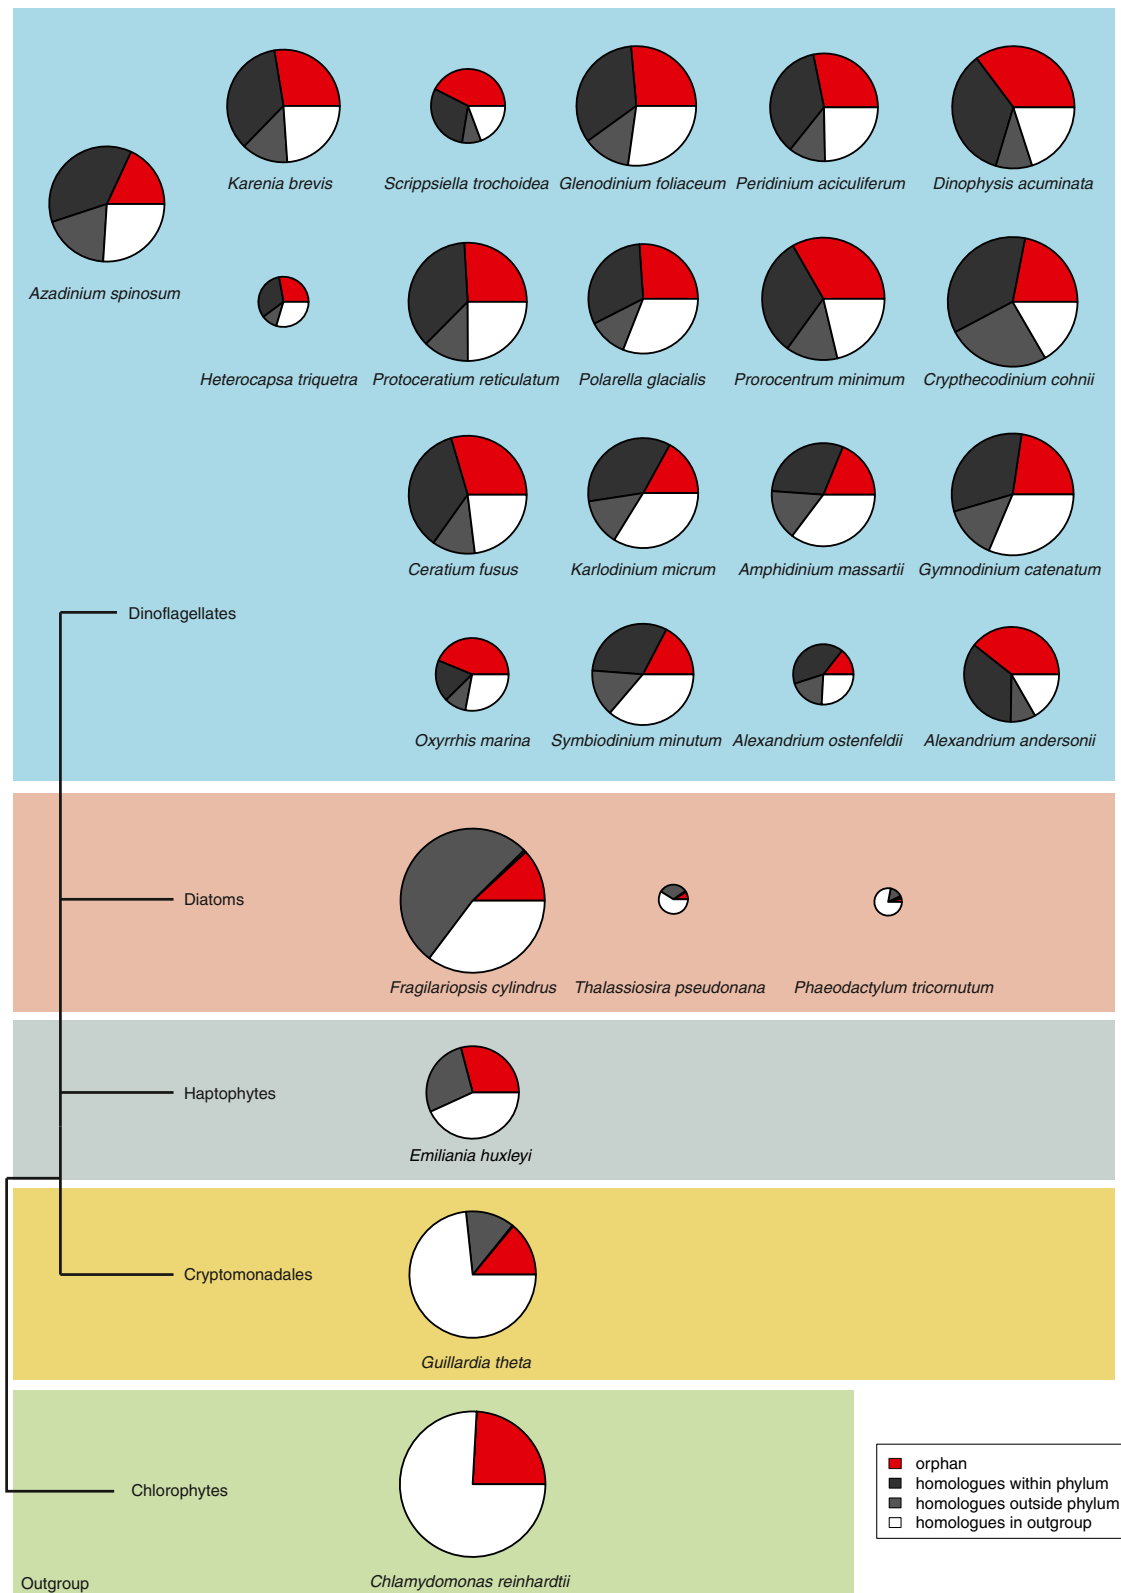 Karenia brevis
Scrippsiella trochoidea
Glenodinium foliaceum
Peridinium aciculiferum
Dinophysis acuminata
Azadinium spinosum
Heterocapsa triquetra
Protoceratium reticulatum
Polarella glacialis
Prorocentrum minimum
Crypthecodinium cohnii
Ceratium fusus
Karlodinium micrum
Amphidinium massartii
Gymnodinium catenatum
Dinoflagellates
Oxyrrhis marina
Symbiodinium minutum
Alexandrium ostenfeldii
Alexandrium andersonii
Diatoms
Fragilariopsis cylindrus
Thalassiosira pseudonana
Phaeodactylum tricornutum
Haptophytes
Emiliania huxleyi
Cryptomonadales
Guillardia theta
Chlorophytes
Chlamydomonas reinhardtii
Outgroup
orphan
homologues within phylum
homologues outside phylum
homologues in outgroup